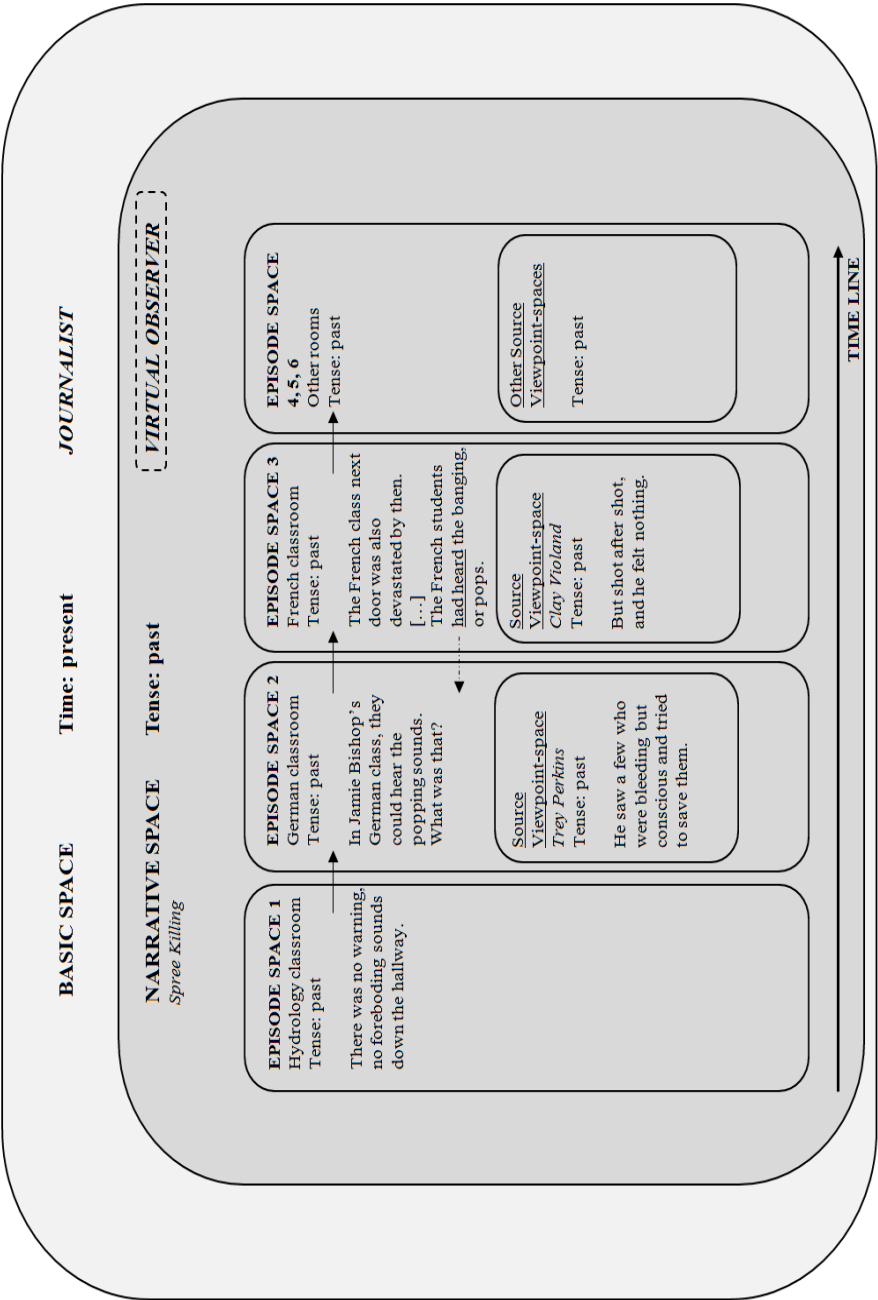 BASIC SPACE Time: present JOURNALIST
NARRATIVE SPACE Tense: past VIRTUAL OBSERVER
Spree Killing
EPISODE SPACE 1
Hydrology classroom
Tense: past
There was no warning,
no foreboding sounds
down the hallway.
EPISODE SPACE 2
German classroom
Tense: past
In Jamie Bishop's
German class, they
could hear the
popping sounds.
What was that?
Source
Viewpoint-space
Trey Perkins
Tense: past
He saw a few who
were bleeding but
conscious and tried
to save them.
EPISODE SPACE 3
French classroom
Tense: past
The French class next
door was also
devastated by then.
[…]
The French students
had heard the banging,
or pops.
Source
Viewpoint-space
Clay Violand
Tense: past
But shot after shot,
and he felt nothing.
EPISODE SPACE
4, 5, 6
Other rooms
Tense: past
Other Source
Viewpoint-spaces
Tense: past
TIME LINE